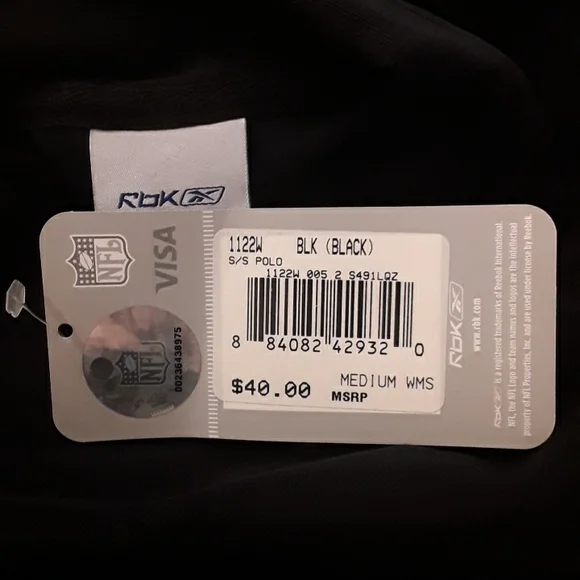 Rbk
NFL
VISA
NFL
00236438975
1122W BLK (BLACK)
S/S POLO
1122W 005 2 S491LQZ
8 84082 42932 0
$40.00 MEDIUM WMS
MSRP
Rbk
www.rbk.com
RBK is a registered trademarks of Reebok International.
NFL, the NFL Logo and team names and logos are the intellectual
property of NFL Properties, Inc. and are used under license by Reebok.